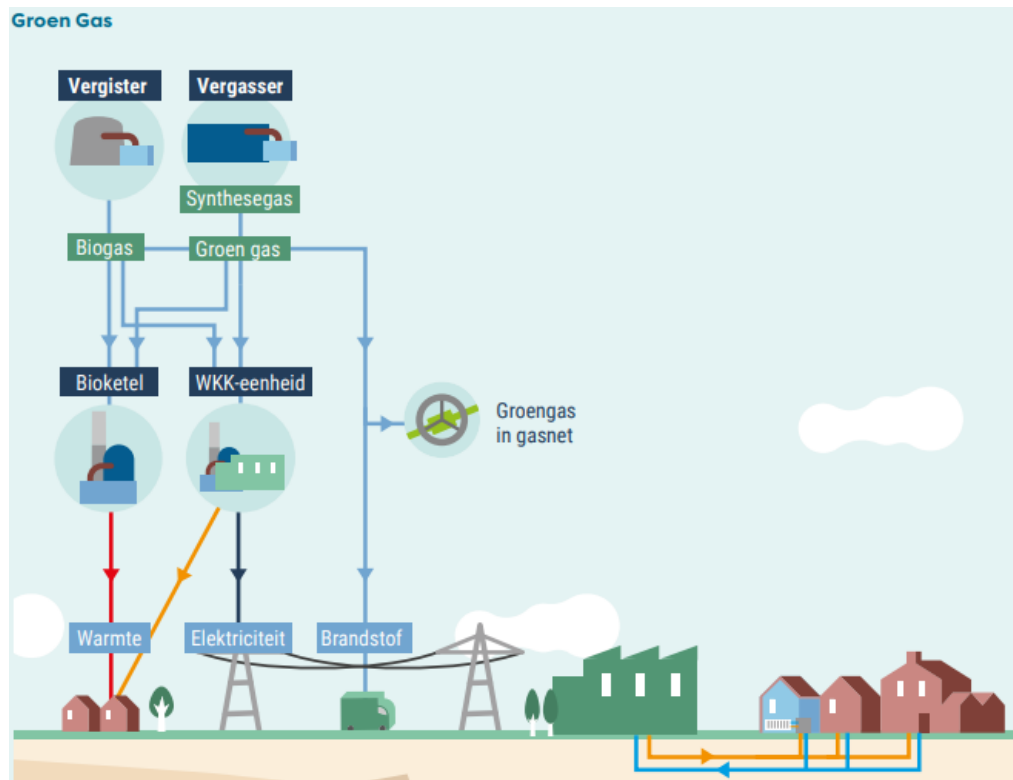 Groen Gas
Vergister
Vergasser
Synthesegas
Biogas
Groen gas
Bioketel
WKK-eenheid
Groengas
in gasnet
Warmte
Elektriciteit
Brandstof